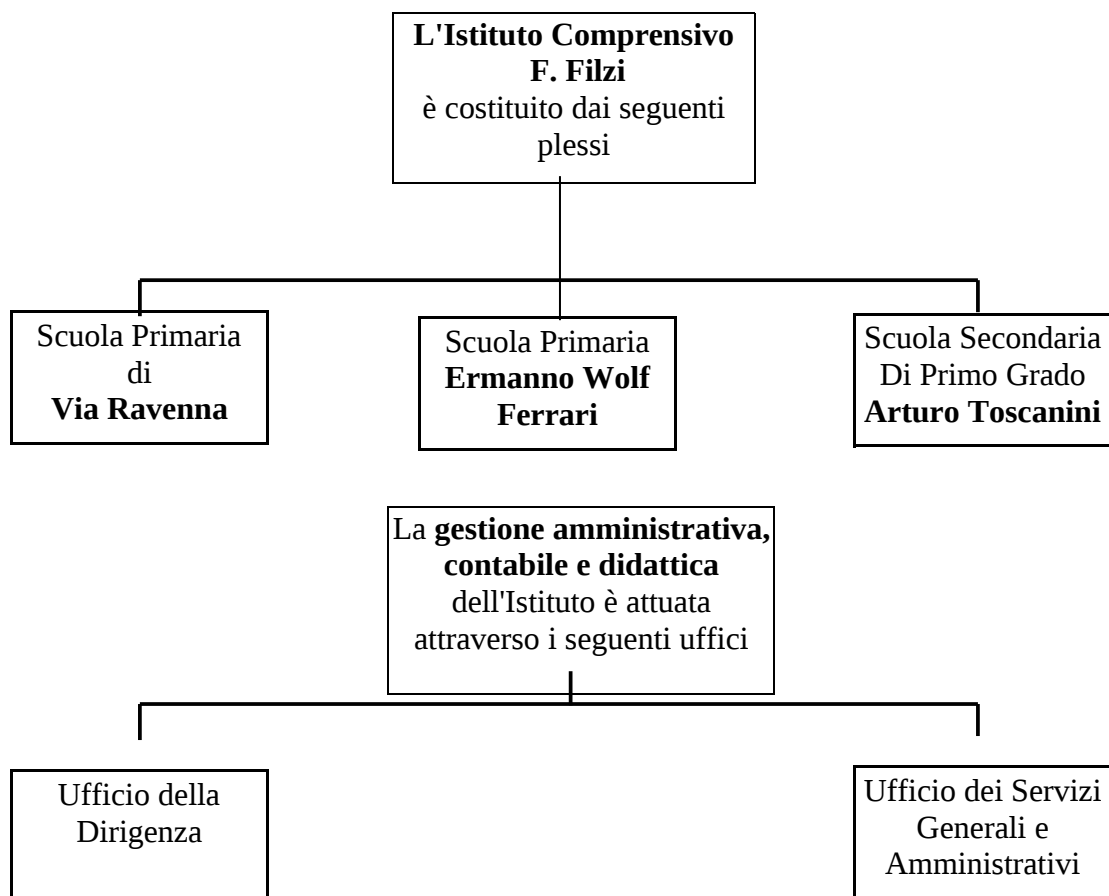 L'Istituto Comprensivo
F. Filzi
è costituito dai seguenti
plessi
Scuola Primaria
di
Via Ravenna
Scuola Primaria
Ermanno Wolf
Ferrari
Scuola Secondaria
Di Primo Grado
Arturo Toscanini
La gestione amministrativa,
contabile e didattica
dell'Istituto è attuata
attraverso i seguenti uffici
Ufficio della
Dirigenza
Ufficio dei Servizi
Generali e
Amministrativi